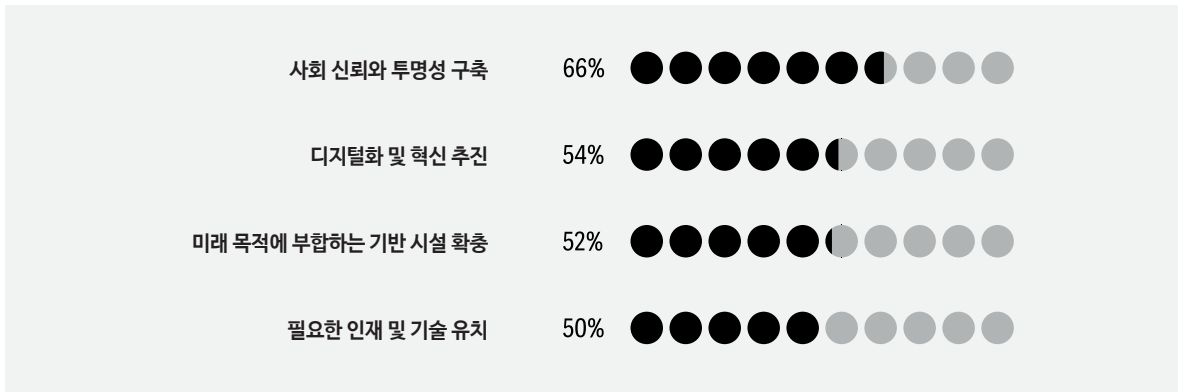 사회 신뢰와 투명성 구축 66%
디지털화 및 혁신 추진 54%
미래 목적에 부합하는 기반 시설 확충 52%
필요한 인재 및 기술 유치 50%